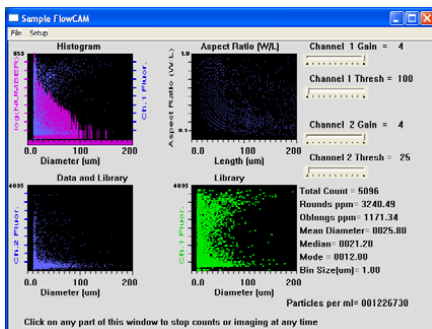 Sample FlowCAM
File Setup
Histogram
Aspect Ratio (W/L)
Channel 1 Gain = 4
853
log(NUMBER)
Ch.1 Fluor.
1.0
Aspect Ratio (W/L)
0.5
Channel 1 Thresh = 100
0.0 200
Diameter (um)
0.0 200
Length (um)
Channel 2 Gain = 4
Channel 2 Thresh = 25
Data and Library
Library
4035
Ch.2 Fluor.
4035
Ch.1 Fluor.
0.0 200
Diameter (um)
0.0 200
Diameter (um)
Total Count = 5096
Rounds ppm= 3240.49
Oblongs ppm= 1171.34
Mean Diameter= 0025.80
Median= 0021.20
Mode = 0012.00
Bin Size(um)= 1.00
Particles per ml= 001226730
Click on any part of this window to stop counts or imaging at any time